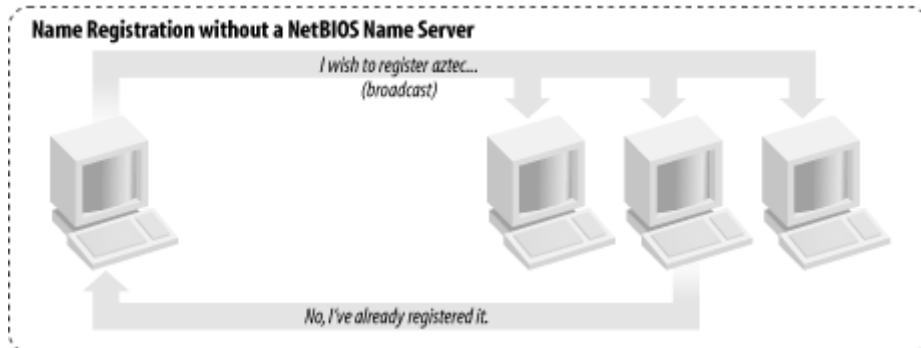 Name Registration without a NetBIOS Name Server
I wish to register aztec...
(broadcast)
No, I've already registered it.